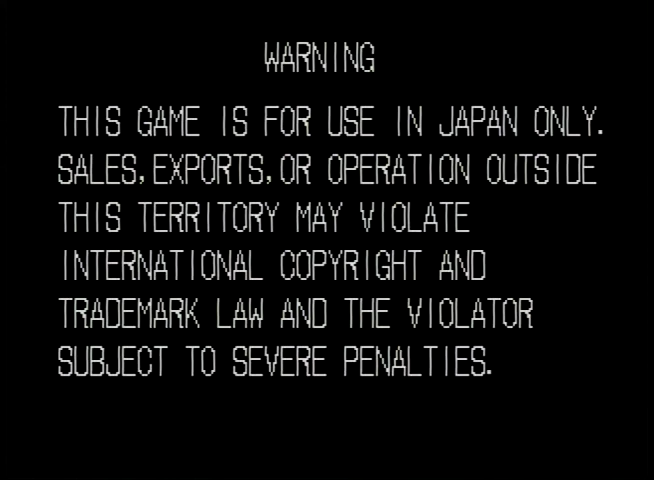 WARNING
THIS GAME IS FOR USE IN JAPAN ONLY.
SALES,EXPORTS,OR OPERATION OUTSIDE
THIS TERRITORY MAY VIOLATE
INTERNATIONAL COPYRIGHT AND
TRADEMARK LAW AND THE VIOLATOR
SUBJECT TO SEVERE PENALTIES.